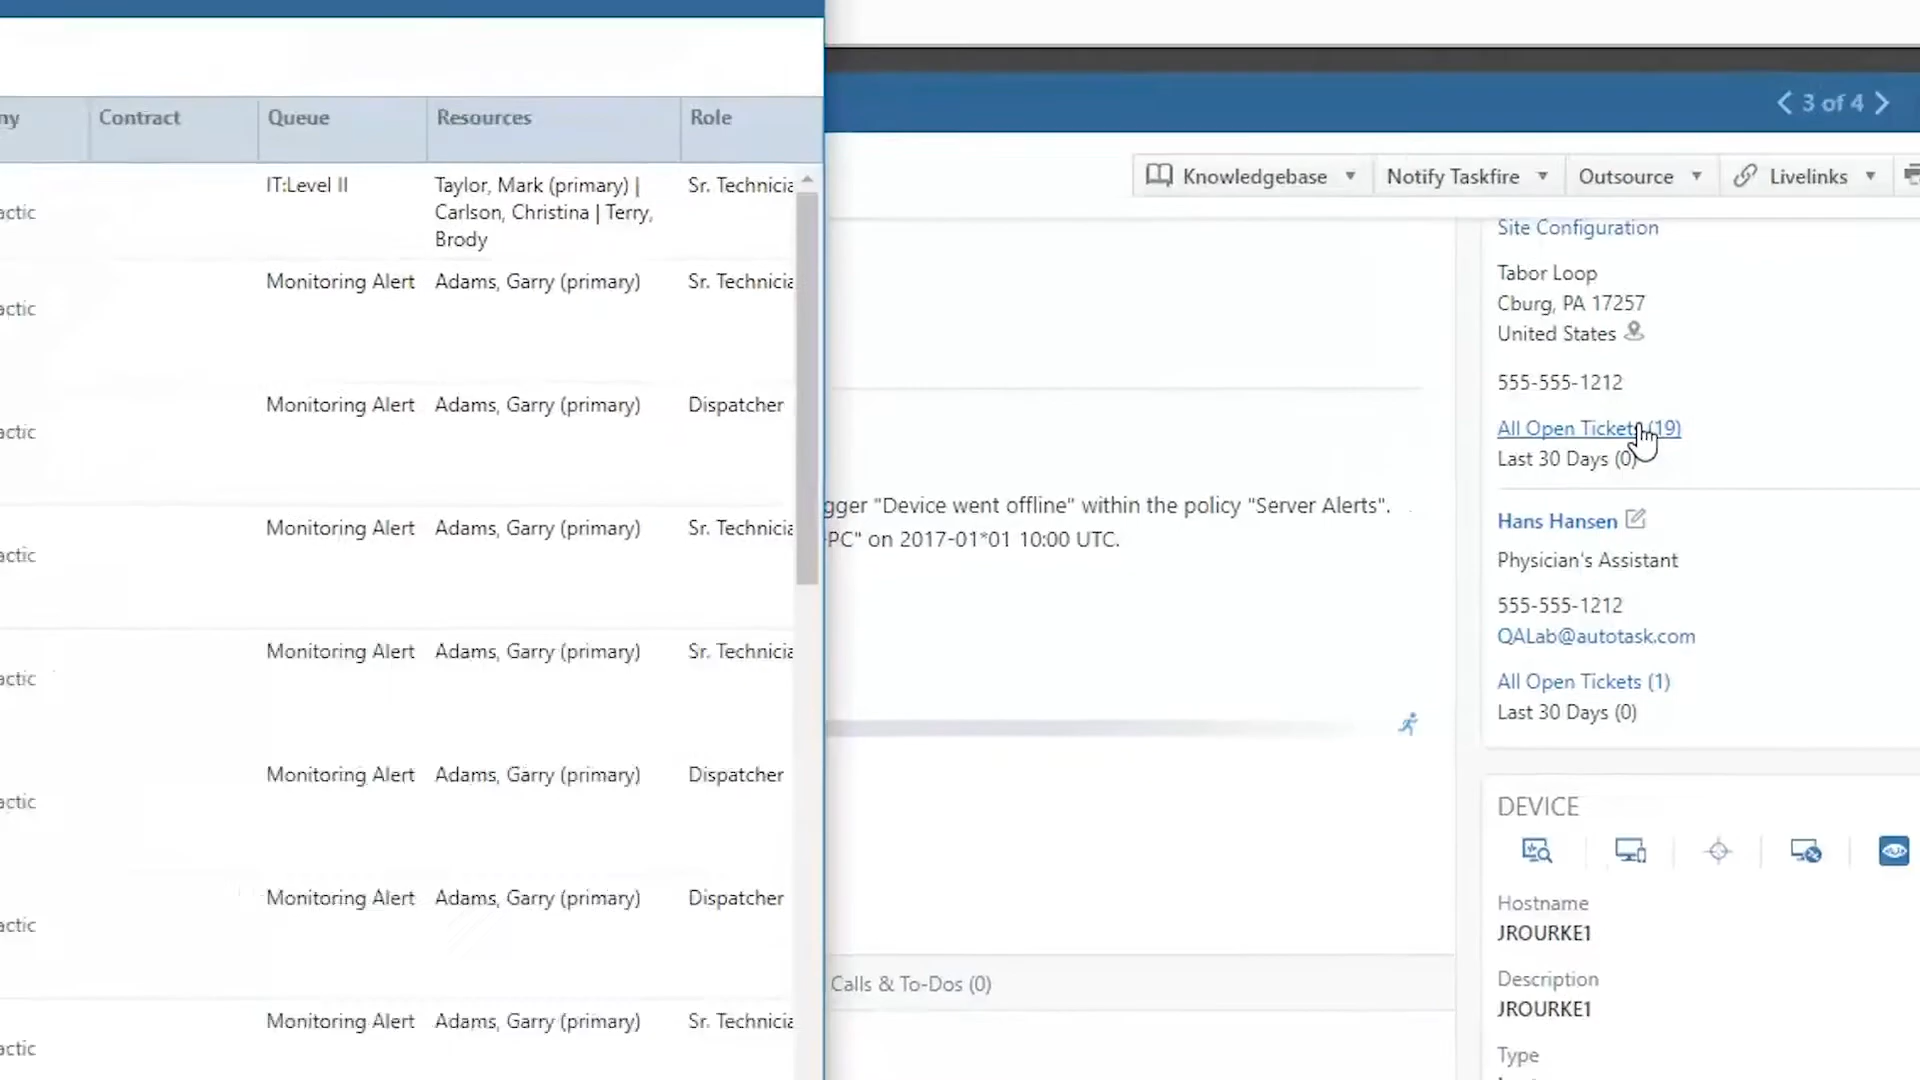 ny
Contract
Queue
Resources
Role
actic
IT:Level II
Taylor, Mark (primary) |
Carlson, Christina | Terry,
Brody
Sr. Technicia
actic
Monitoring Alert
Adams, Garry (primary)
Sr. Technicia
actic
Monitoring Alert
Adams, Garry (primary)
Dispatcher
actic
Monitoring Alert
Adams, Garry (primary)
Sr. Technicia
actic
Monitoring Alert
Adams, Garry (primary)
Sr. Technicia
actic
Monitoring Alert
Adams, Garry (primary)
Dispatcher
actic
Monitoring Alert
Adams, Garry (primary)
Dispatcher
actic
Monitoring Alert
Adams, Garry (primary)
Sr. Technicia
3 of 4
Knowledgebase
Notify Taskfire
Outsource
Livelinks
gger "Device went offline" within the policy "Server Alerts".
-PC" on 2017-01*01 10:00 UTC.
Calls & To-Dos (0)
Site Configuration
Tabor Loop
Cburg, PA 17257
United States
555-555-1212
All Open Tickets (19)
Last 30 Days (0)
Hans Hansen
Physician's Assistant
555-555-1212
QALab@autotask.com
All Open Tickets (1)
Last 30 Days (0)
DEVICE
Hostname
JROURKE1
Description
JROURKE1
Type